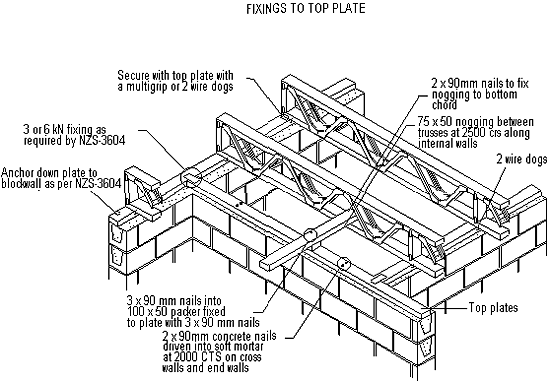 FIXINGS TO TOP PLATE
Secure with top plate with
a multigrip or 2 wire dogs
2 x 90mm nails to fix
nogging to bottom
chord
75 x 50 nogging between
trusses at 2500 crs along
internal walls
3 or 6 kN fixing as
required by NZS-3604
2 wire dogs
Anchor down plate to
blockwall as per NZS-3604
3 x 90 mm nails into
100 x 50 packer fixed
to plate with 3 x 90 mm nails
Top plates
2 x 90mm concrete nails
driven into soft mortar
at 2000 CTS on cross
walls and end walls